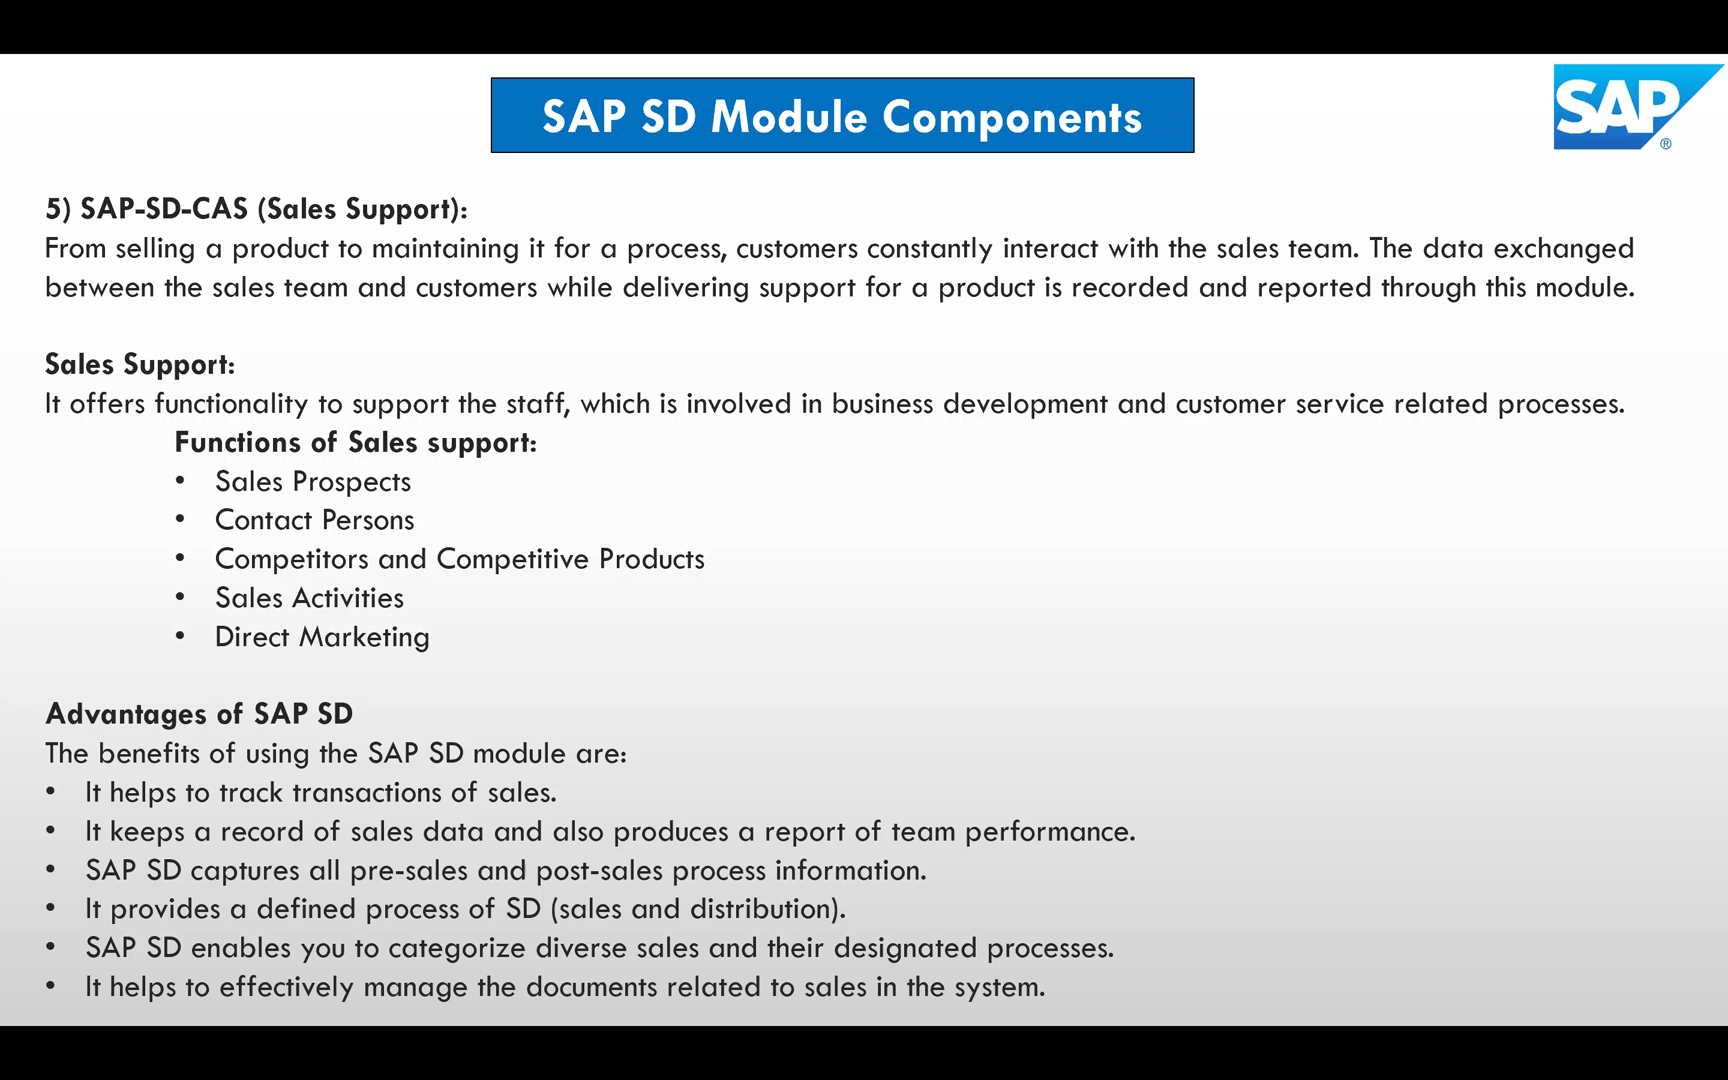 SAP SD Module Components
SAP
®
5) SAP-SD-CAS (Sales Support):
From selling a product to maintaining it for a process, customers constantly interact with the sales team. The data exchanged
between the sales team and customers while delivering support for a product is recorded and reported through this module.
Sales Support:
It offers functionality to support the staff, which is involved in business development and customer service related processes.
Functions of Sales support:
• Sales Prospects
• Contact Persons
• Competitors and Competitive Products
• Sales Activities
• Direct Marketing
Advantages of SAP SD
The benefits of using the SAP SD module are:
• It helps to track transactions of sales.
• It keeps a record of sales data and also produces a report of team performance.
• SAP SD captures all pre-sales and post-sales process information.
• It provides a defined process of SD (sales and distribution).
• SAP SD enables you to categorize diverse sales and their designated processes.
• It helps to effectively manage the documents related to sales in the system.